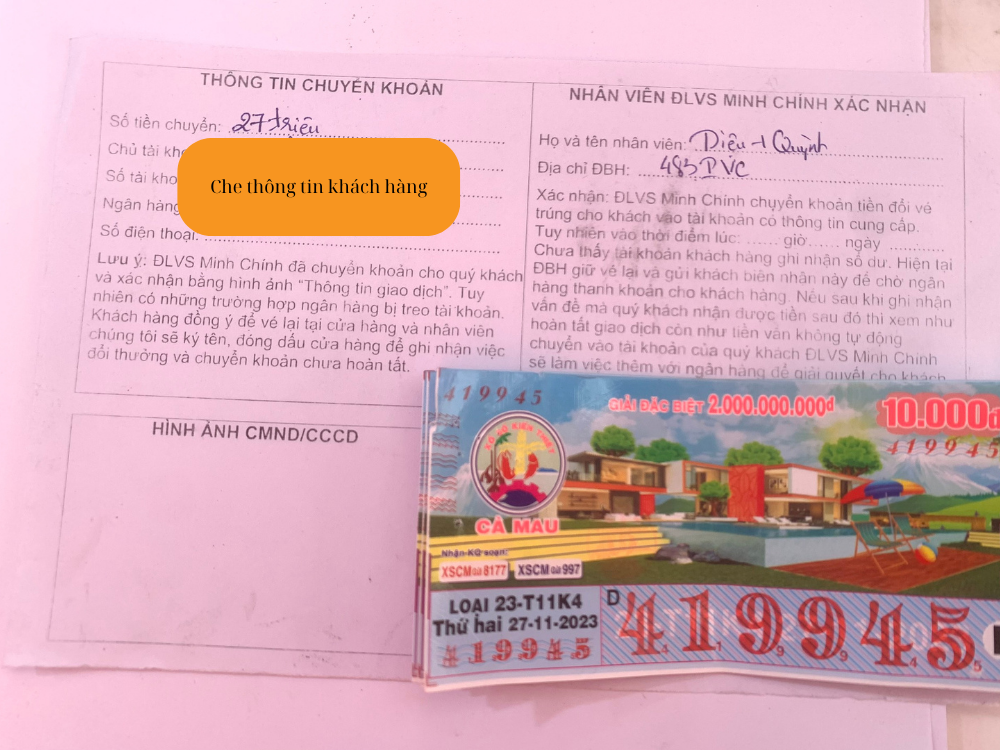 THÔNG TIN CHUYỂN KHOẢN
Số tiền chuyển: 27 triệu
Chủ tài kho
Số tài kho
Ngân hàng
Số điện thoại:
Che thông tin khách hàng
Lưu ý: ĐLVS Minh Chính đã chuyển khoản cho quý khách
và xác nhận bằng hình ảnh "Thông tin giao dịch". Tuy
nhiên có những trường hợp ngân hàng bị treo tài khoản.
Khách hàng đồng ý để vé lại tại cửa hàng và nhân viên
chúng tôi sẽ ký tên, đóng dấu cửa hàng để ghi nhận việc
đổi thưởng và chuyển khoản chưa hoàn tất.
HÌNH ẢNH CMND/CCCD
NHÂN VIÊN ĐLVS MINH CHÍNH XÁC NHẬN
Họ và tên nhân viên: Diệu + Quỳnh
Địa chỉ ĐBH: 485 PVC
Xác nhận: ĐLVS Minh Chính chuyển khoản tiền đổi vé
trúng cho khách vào tài khoản có thông tin cung cấp.
Tuy nhiên vào thời điểm lúc: ...... giờ...... ngày ..........
Chưa thấy tài khoản khách hàng ghi nhận số dư. Hiện tại
ĐBH giữ vé lại và gửi khách biên nhận này để chờ ngân
hàng thanh khoản cho khách hàng. Nếu sau khi ghi nhận
vấn đề mà quý khách nhận được tiền sau đó thì xem như
hoàn tất giao dịch còn như tiền vẫn không tự động
chuyển vào tài khoản của quý khách ĐLVS Minh Chính
sẽ làm việc thêm với ngân hàng để giải quyết cho khách
419945
GIẢI ĐẶC BIỆT 2.000.000.000đ
10.000đ
419945
XỔ SỐ KIẾN THIẾT
CÀ MAU
Nhận KQ soạn:
XSCM Gửi 8177 XSCM Gửi 997
LOẠI 23-T11K4
Thứ hai 27-11-2023
419945
D
419945